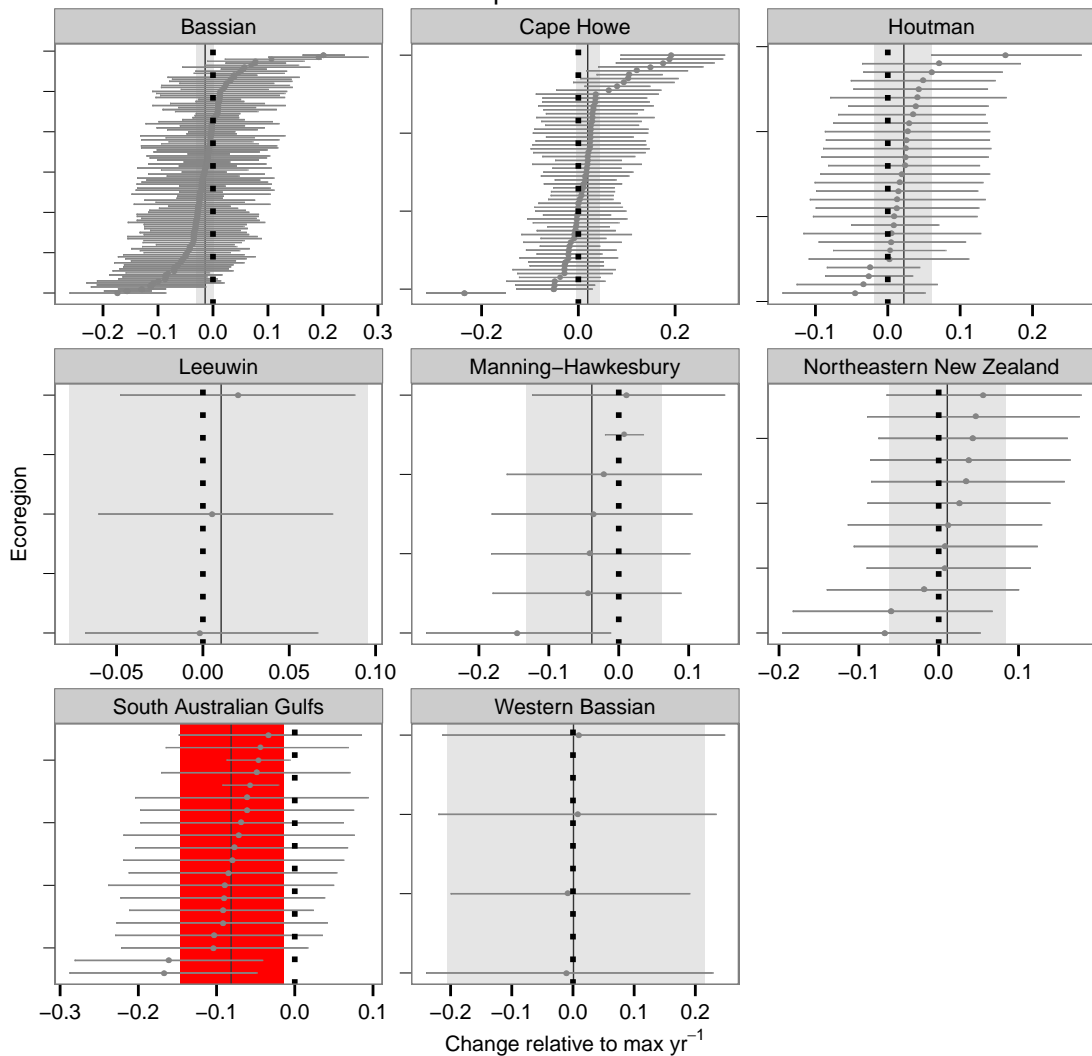 Bassian Cape Howe Houtman
−0.2 −0.1 0.0 0.1 0.2 0.3 −0.2 0.0 0.2 −0.1 0.0 0.1 0.2
Leeuwin Manning−Hawkesbury Northeastern New Zealand
Ecoregion
−0.05 0.00 0.05 0.10 −0.2 −0.1 0.0 0.1 −0.2 −0.1 0.0 0.1
South Australian Gulfs Western Bassian
−0.3 −0.2 −0.1 0.0 0.1 −0.2 −0.1 0.0 0.1 0.2
Change relative to max yr⁻¹